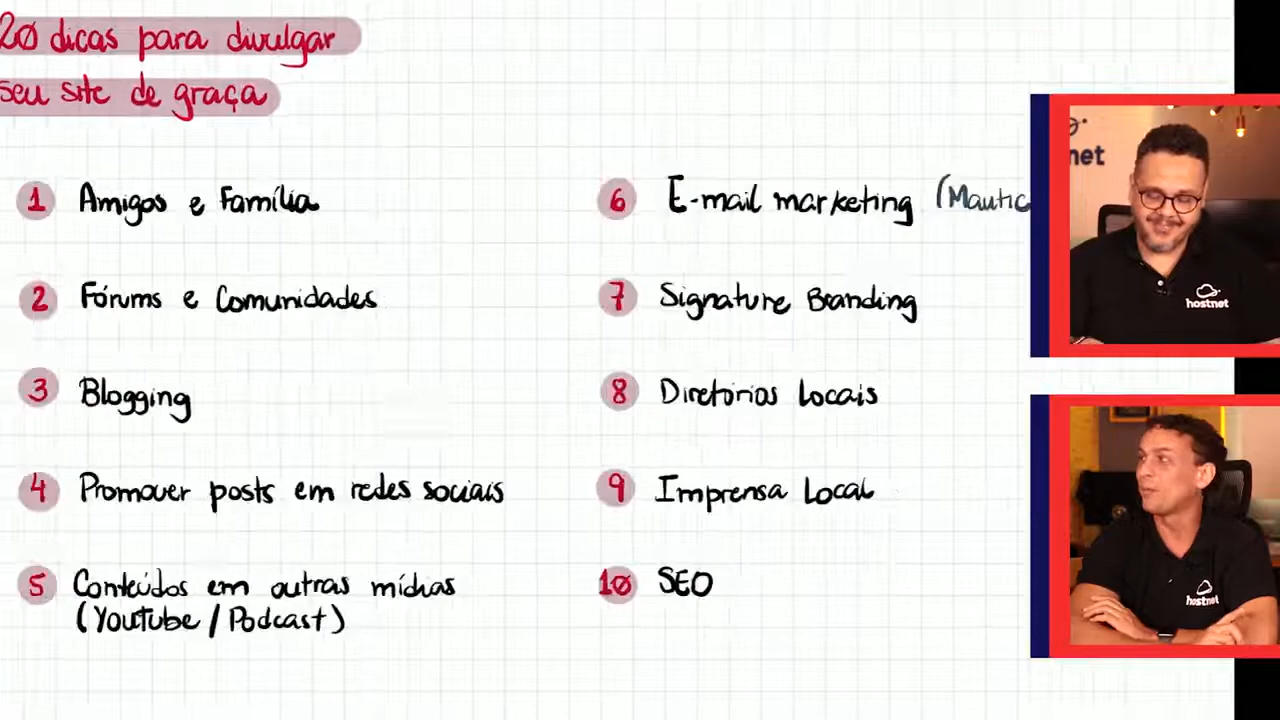 20 dicas para divulgar
seu site de graça
1 Amigos e Família
2 Fórums e Comunidades
3 Blogging
4 Promover posts em redes sociais
5 Conteúdos em outras mídias
(Youtube / Podcast)
6 E-mail marketing (Mautic
7 Signature Branding
8 Diretórios Locais
9 Imprensa Local
10 SEO
net
hostnet
hostnet